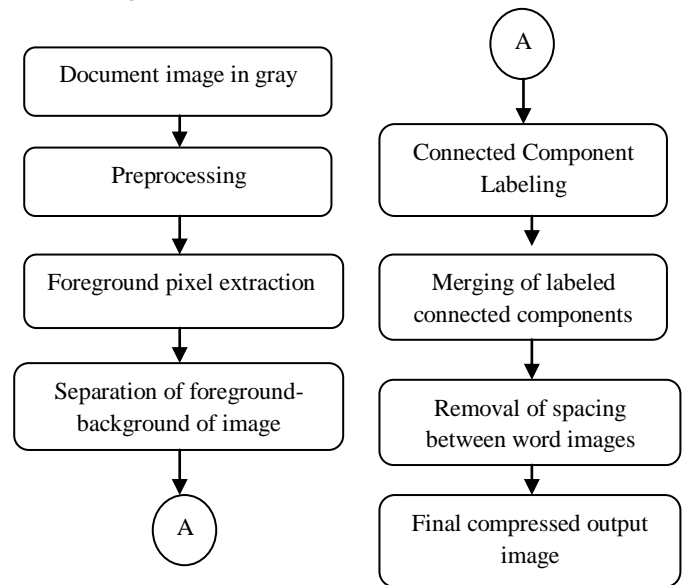 Document image in gray
Preprocessing
Foreground pixel extraction
Separation of foreground-
background of image
A
A
Connected Component
Labeling
Merging of labeled
connected components
Removal of spacing
between word images
Final compressed output
image